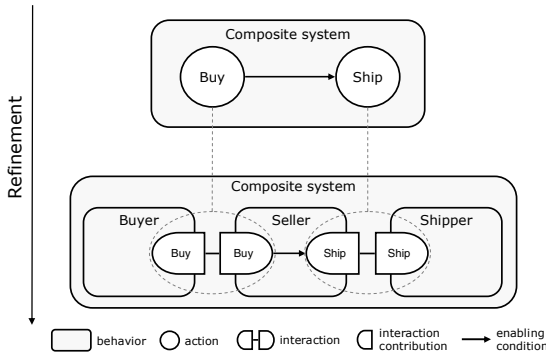 Composite system
Buy
Ship
Refinement
Composite system
Buyer
Seller
Shipper
Buy
Buy
Ship
Ship
behavior
action
interaction
interaction
contribution
enabling
condition